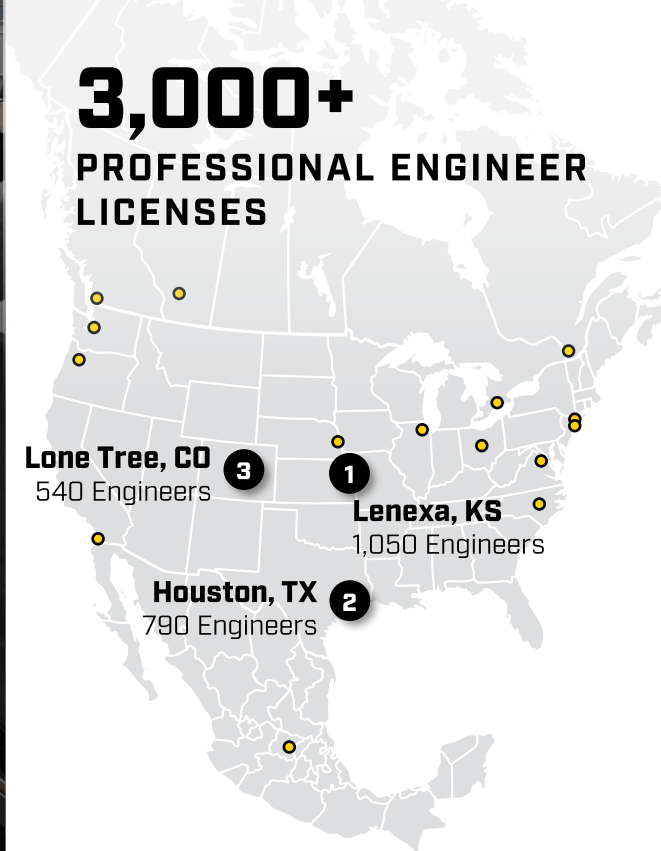 3,000+
PROFESSIONAL ENGINEER
LICENSES
Lone Tree, CO
540 Engineers
3
1
Lenexa, KS
1,050 Engineers
Houston, TX
790 Engineers
2